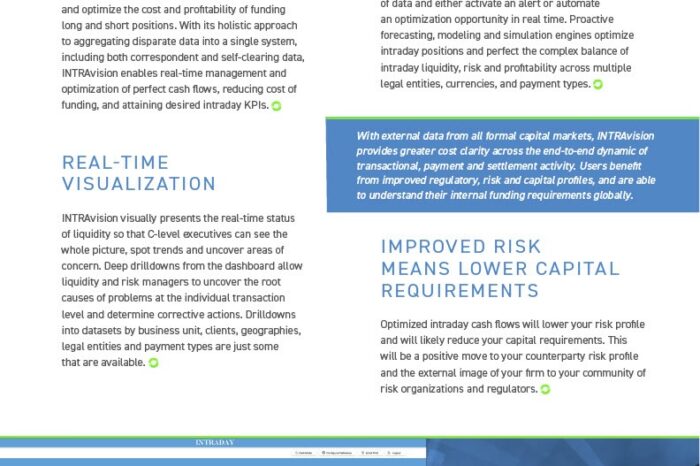 and optimize the cost and profitability of funding
long and short positions. With its holistic approach
to aggregating disparate data into a single system,
including both correspondent and self-clearing data,
INTRAvision enables real-time management and
optimization of perfect cash flows, reducing cost of
funding, and attaining desired intraday KPIs.
REAL-TIME
VISUALIZATION
INTRAvision visually presents the real-time status
of liquidity so that C-level executives can see the
whole picture, spot trends and uncover areas of
concern. Deep drilldowns from the dashboard allow
liquidity and risk managers to uncover the root
causes of problems at the individual transaction
level and determine corrective actions. Drilldowns
into datasets by business unit, clients, geographies,
legal entities and payment types are just some
that are available.
of data and either activate an alert or automate
an optimization opportunity in real time. Proactive
forecasting, modeling and simulation engines optimize
intraday positions and perfect the complex balance of
intraday liquidity, risk and profitability across multiple
legal entities, currencies, and payment types.
With external data from all formal capital markets, INTRAvision
provides greater cost clarity across the end-to-end dynamic of
transactional, payment and settlement activity. Users benefit
from improved regulatory, risk and capital profiles, and are able
to understand their internal funding requirements globally.
IMPROVED RISK
MEANS LOWER CAPITAL
REQUIREMENTS
Optimized intraday cash flows will lower your risk profile
and will likely reduce your capital requirements. This
will be a positive move to your counterparty risk profile
and the external image of your firm to your community of
risk organizations and regulators.
INTRADAY